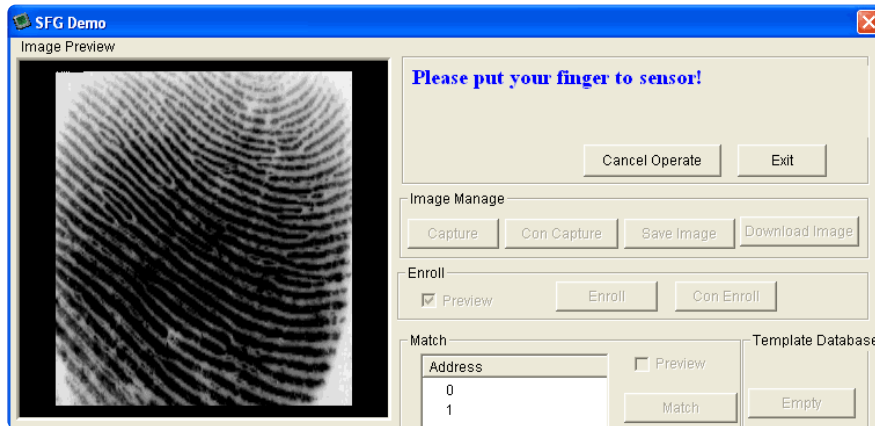 SFG Demo
Image Preview
Please put your finger to sensor!
Cancel Operate Exit
Image Manage
Capture Con Capture Save Image Download Image
Enroll
Preview Enroll Con Enroll
Match Template Database
Address Preview
0
1 Match Empty